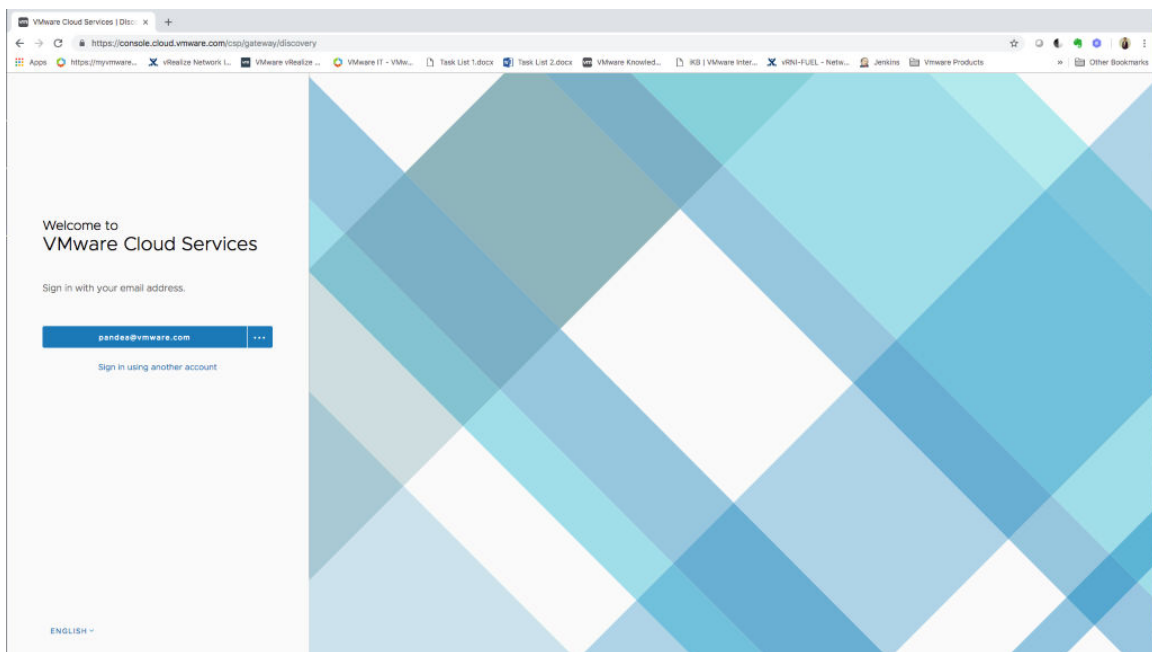 VMware Cloud Services | Disc
https://console.cloud.vmware.com/csp/gateway/discovery
Apps https://myvmware... vRealize Network I... VMware vRealize ... VMware IT - VMw... Task List 1.docx Task List 2.docx VMware Knowled... IKB | VMware Inter... vRNI-FUEL - Netw... Jenkins Vmware Products » Other Bookmarks
Welcome to
VMware Cloud Services
Sign in with your email address.
pandea@vmware.com ...
Sign in using another account
ENGLISH